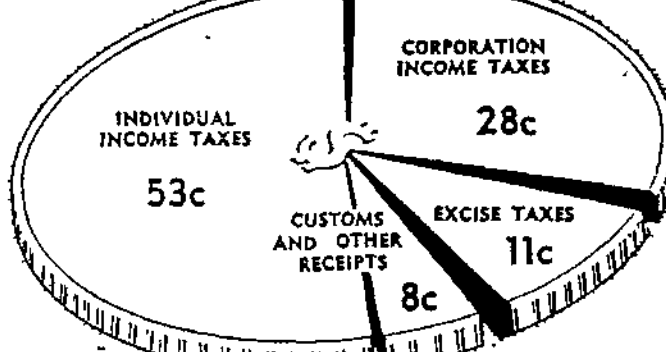 CORPORATION
INCOME TAXES
28c
INDIVIDUAL
INCOME TAXES
53c
CUSTOMS
AND OTHER
RECEIPTS
8c
EXCISE TAXES
11c